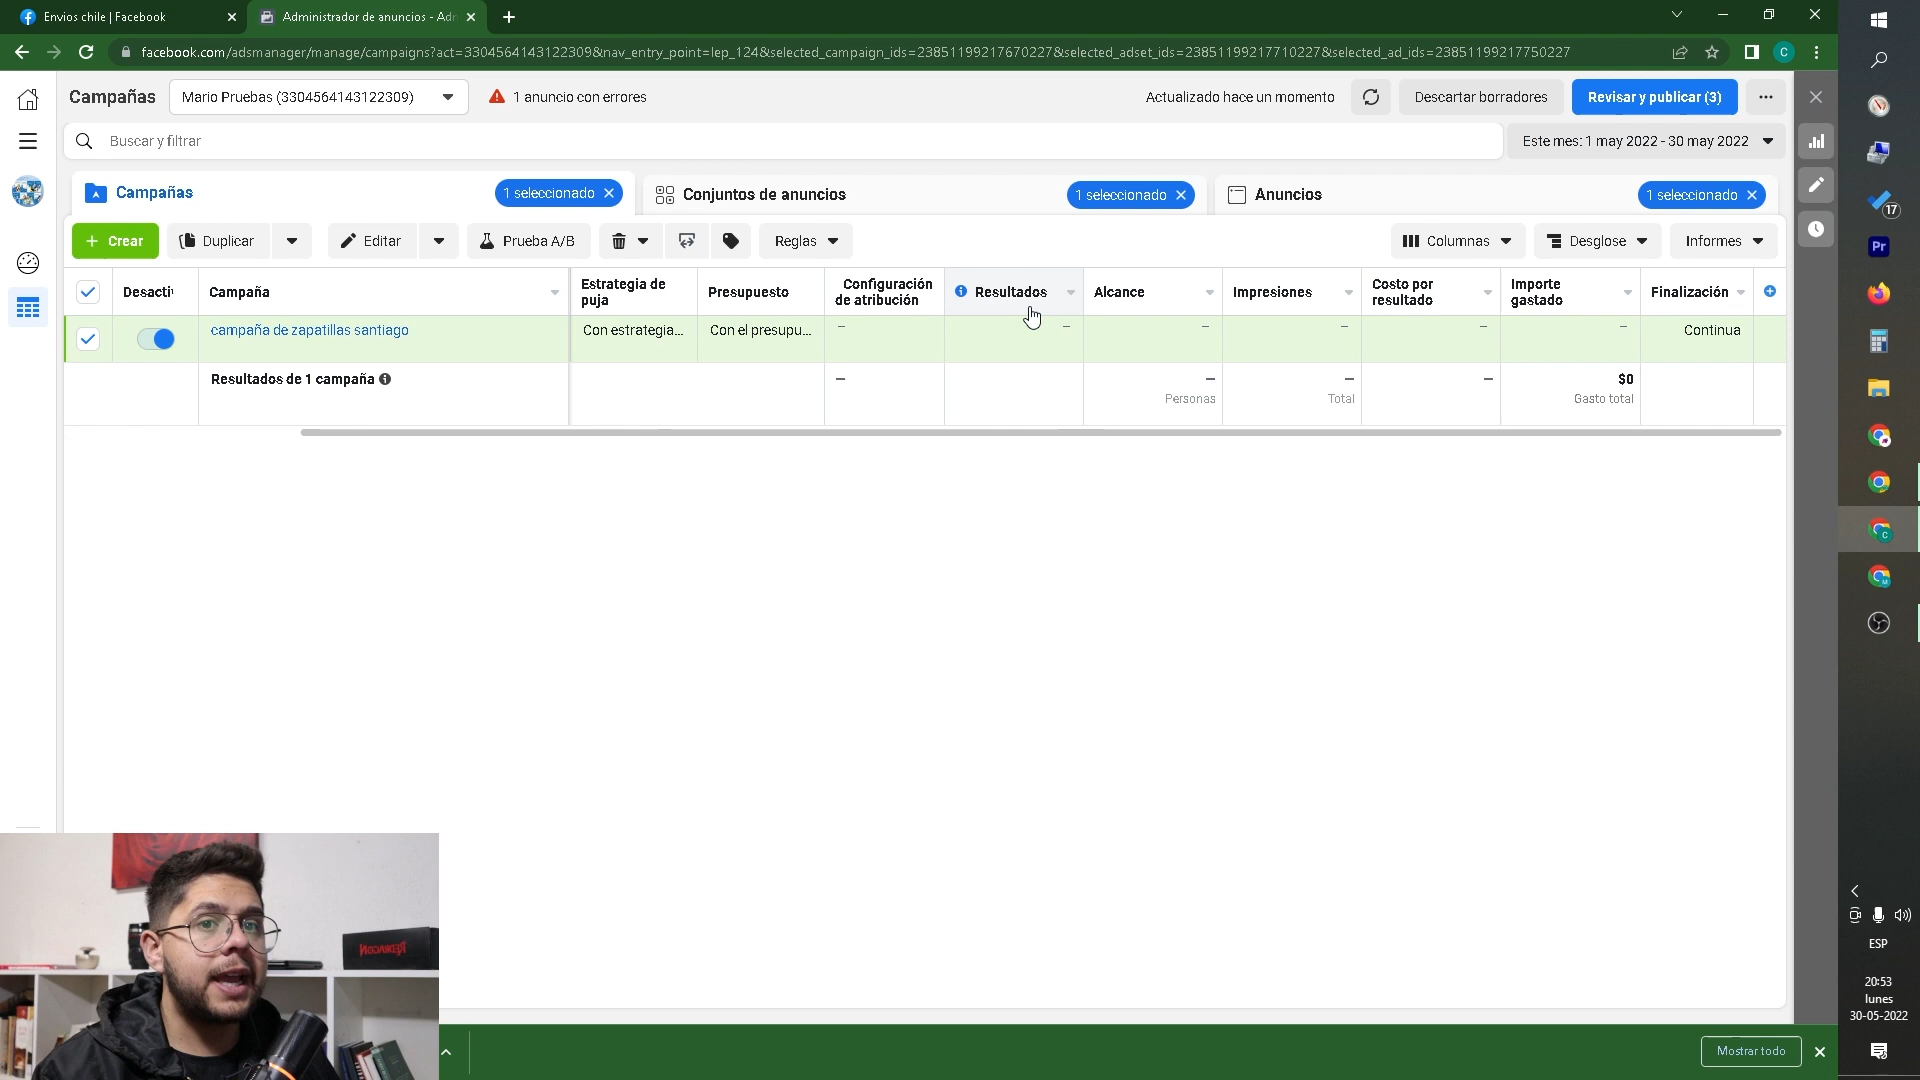 Envios chile | Facebook
Administrador de anuncios - Adr
facebook.com/adsmanager/manage/campaigns?act=3304564143122309&nav_entry_point=lep_124&selected_campaign_ids=23851199217670227&selected_adset_ids=23851199217710227&selected_ad_ids=23851199217750227
C
Campañas
Mario Pruebas (3304564143122309)
1 anuncio con errores
Actualizado hace un momento
Descartar borradores
Revisar y publicar (3)
Buscar y filtrar
Este mes: 1 may 2022 - 30 may 2022
Campañas
1 seleccionado
Conjuntos de anuncios
1 seleccionado
Anuncios
1 seleccionado
+ Crear
Duplicar
Editar
Prueba A/B
Reglas
Columnas
Desglose
Informes
Desacti
Campaña
Estrategia de puja
Presupuesto
Configuración de atribución
Resultados
Alcance
Impresiones
Costo por resultado
Importe gastado
Finalización
campaña de zapatillas santiago
Con estrategia...
Con el presupu...
–
–
–
–
–
–
Continua
Resultados de 1 campaña
–
–
Personas
–
Total
–
$0
Gasto total
17
Pr
C
M
REDRAGON
ESP
20:53
lunes
30-05-2022
Mostrar todo